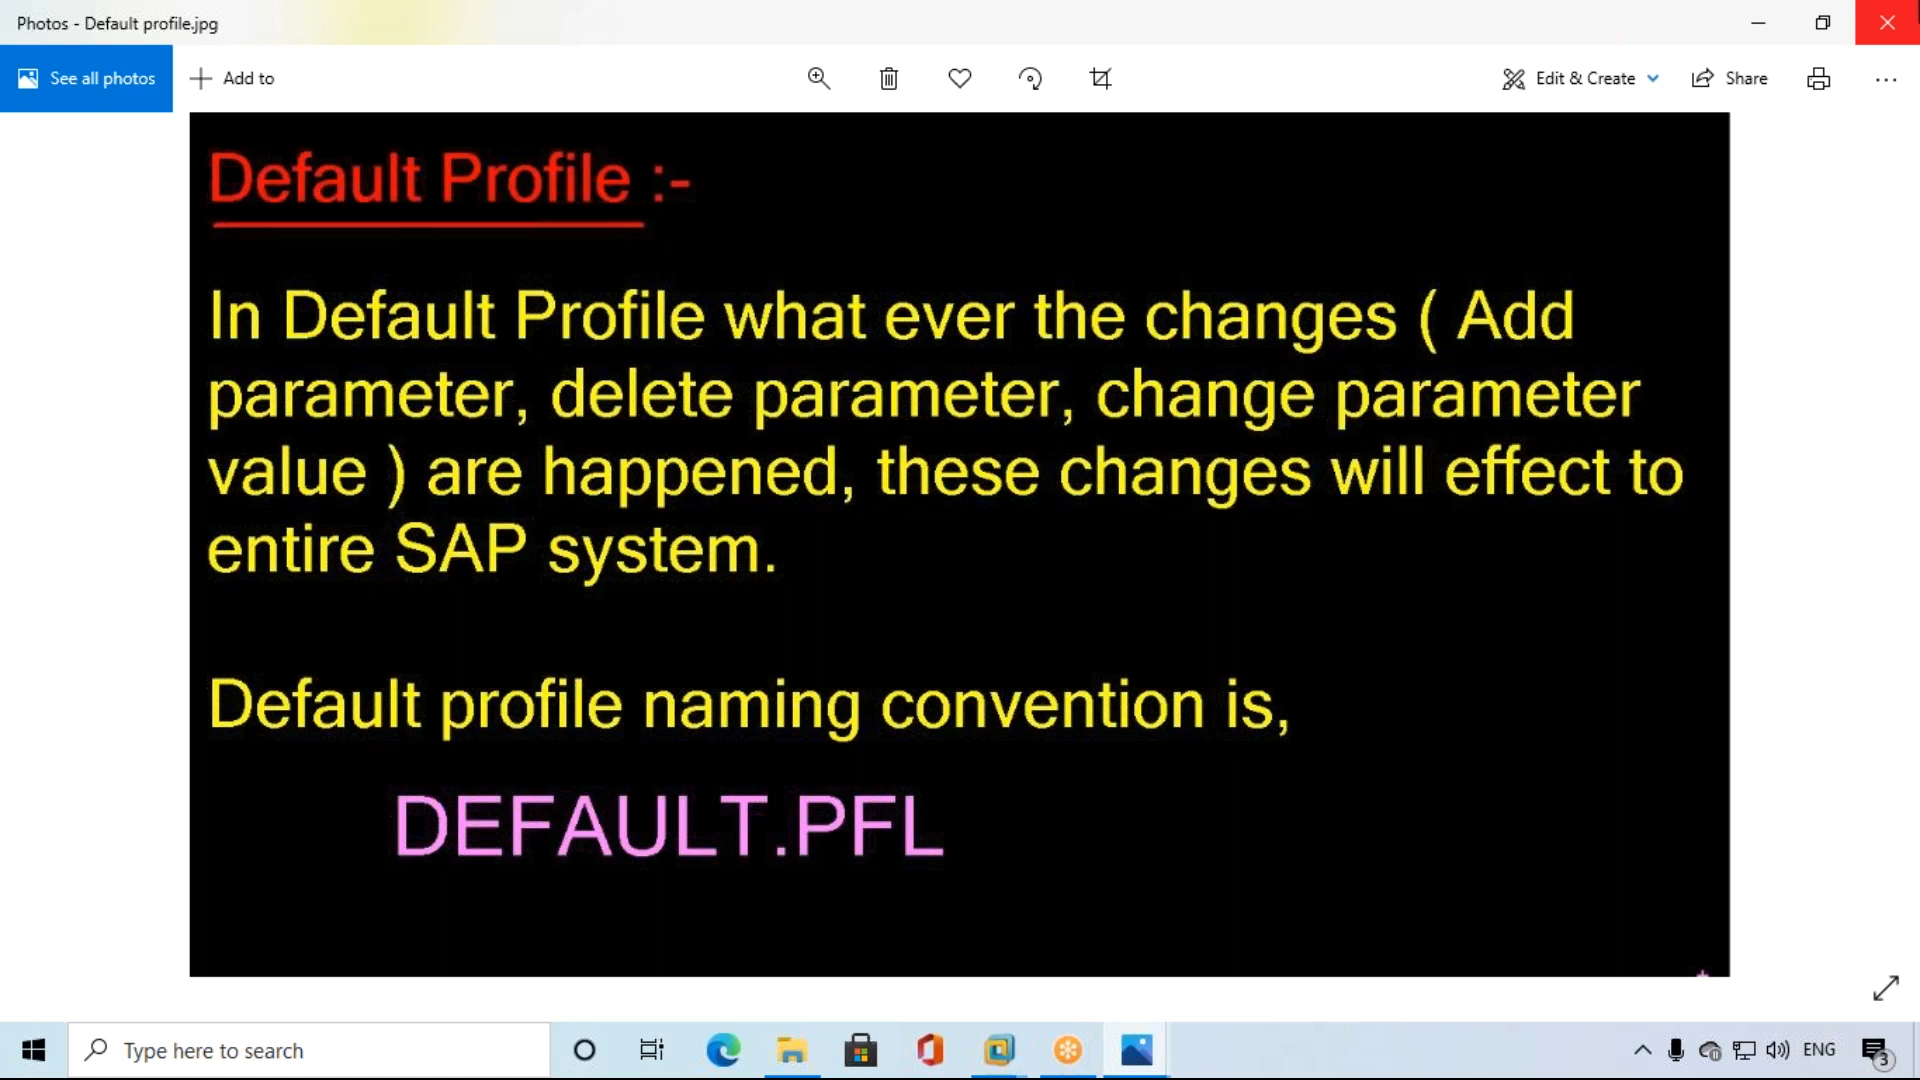 Photos - Default profile.jpg
See all photos
Add to
Edit & Create
Share
Default Profile :-
In Default Profile what ever the changes ( Add
parameter, delete parameter, change parameter
value ) are happened, these changes will effect to
entire SAP system.
Default profile naming convention is,
DEFAULT.PFL
Type here to search
ENG
3